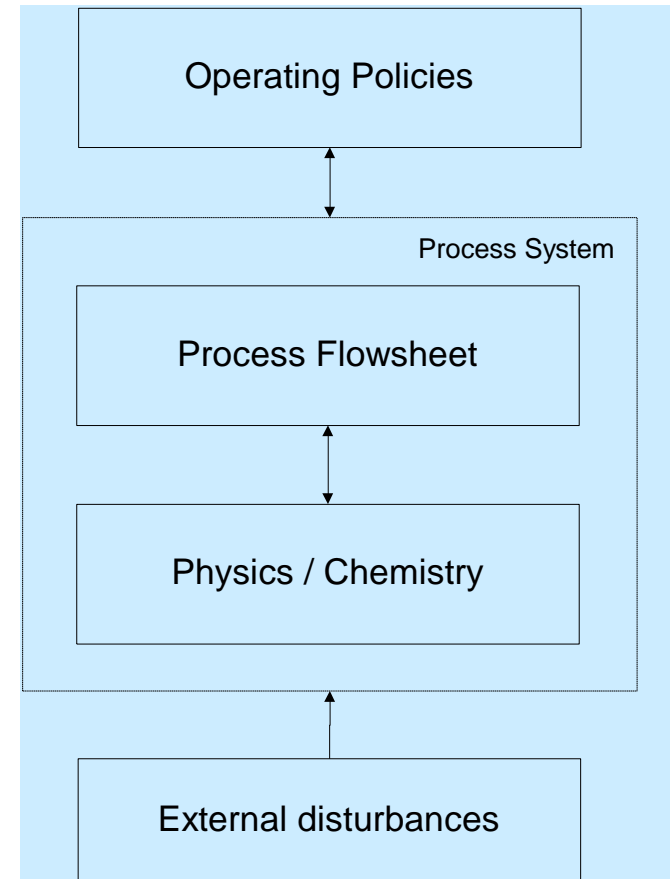 Operating Policies
Process System
Process Flowsheet
Physics / Chemistry
External disturbances